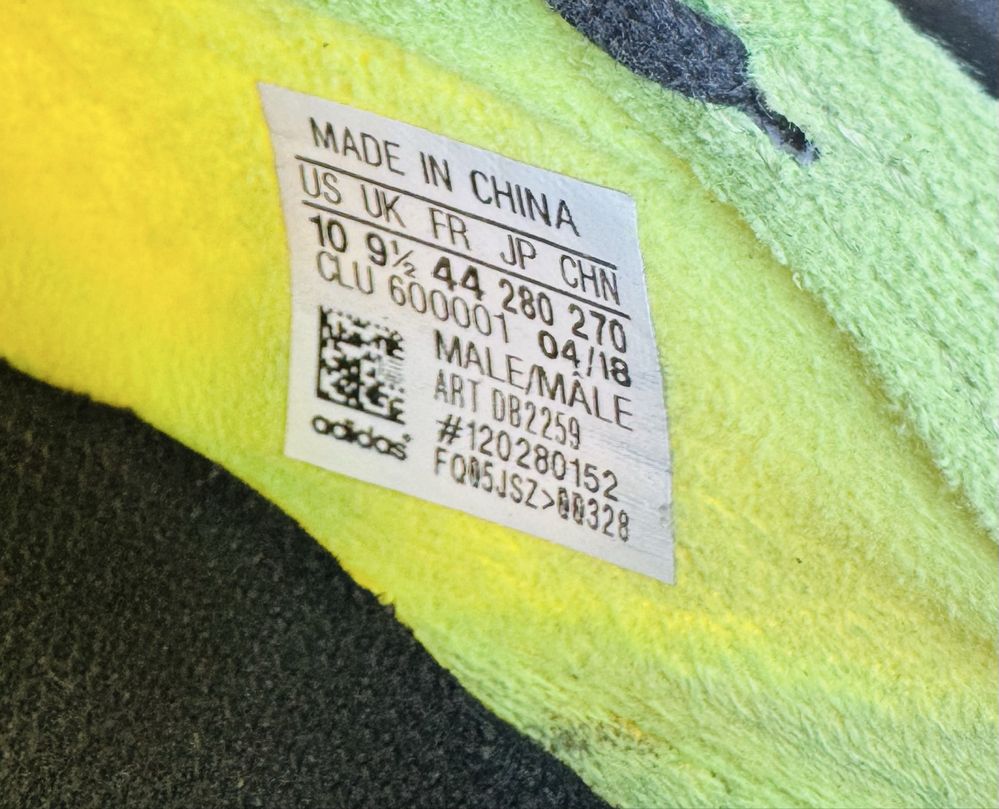 MADE IN CHINA
US UK FR JP CHN
10 9½ 44 280 270
CLU 600001 04/18
MALE/MÂLE
ART DB2259
#120280152
FQ05JSZ>00328
adidas